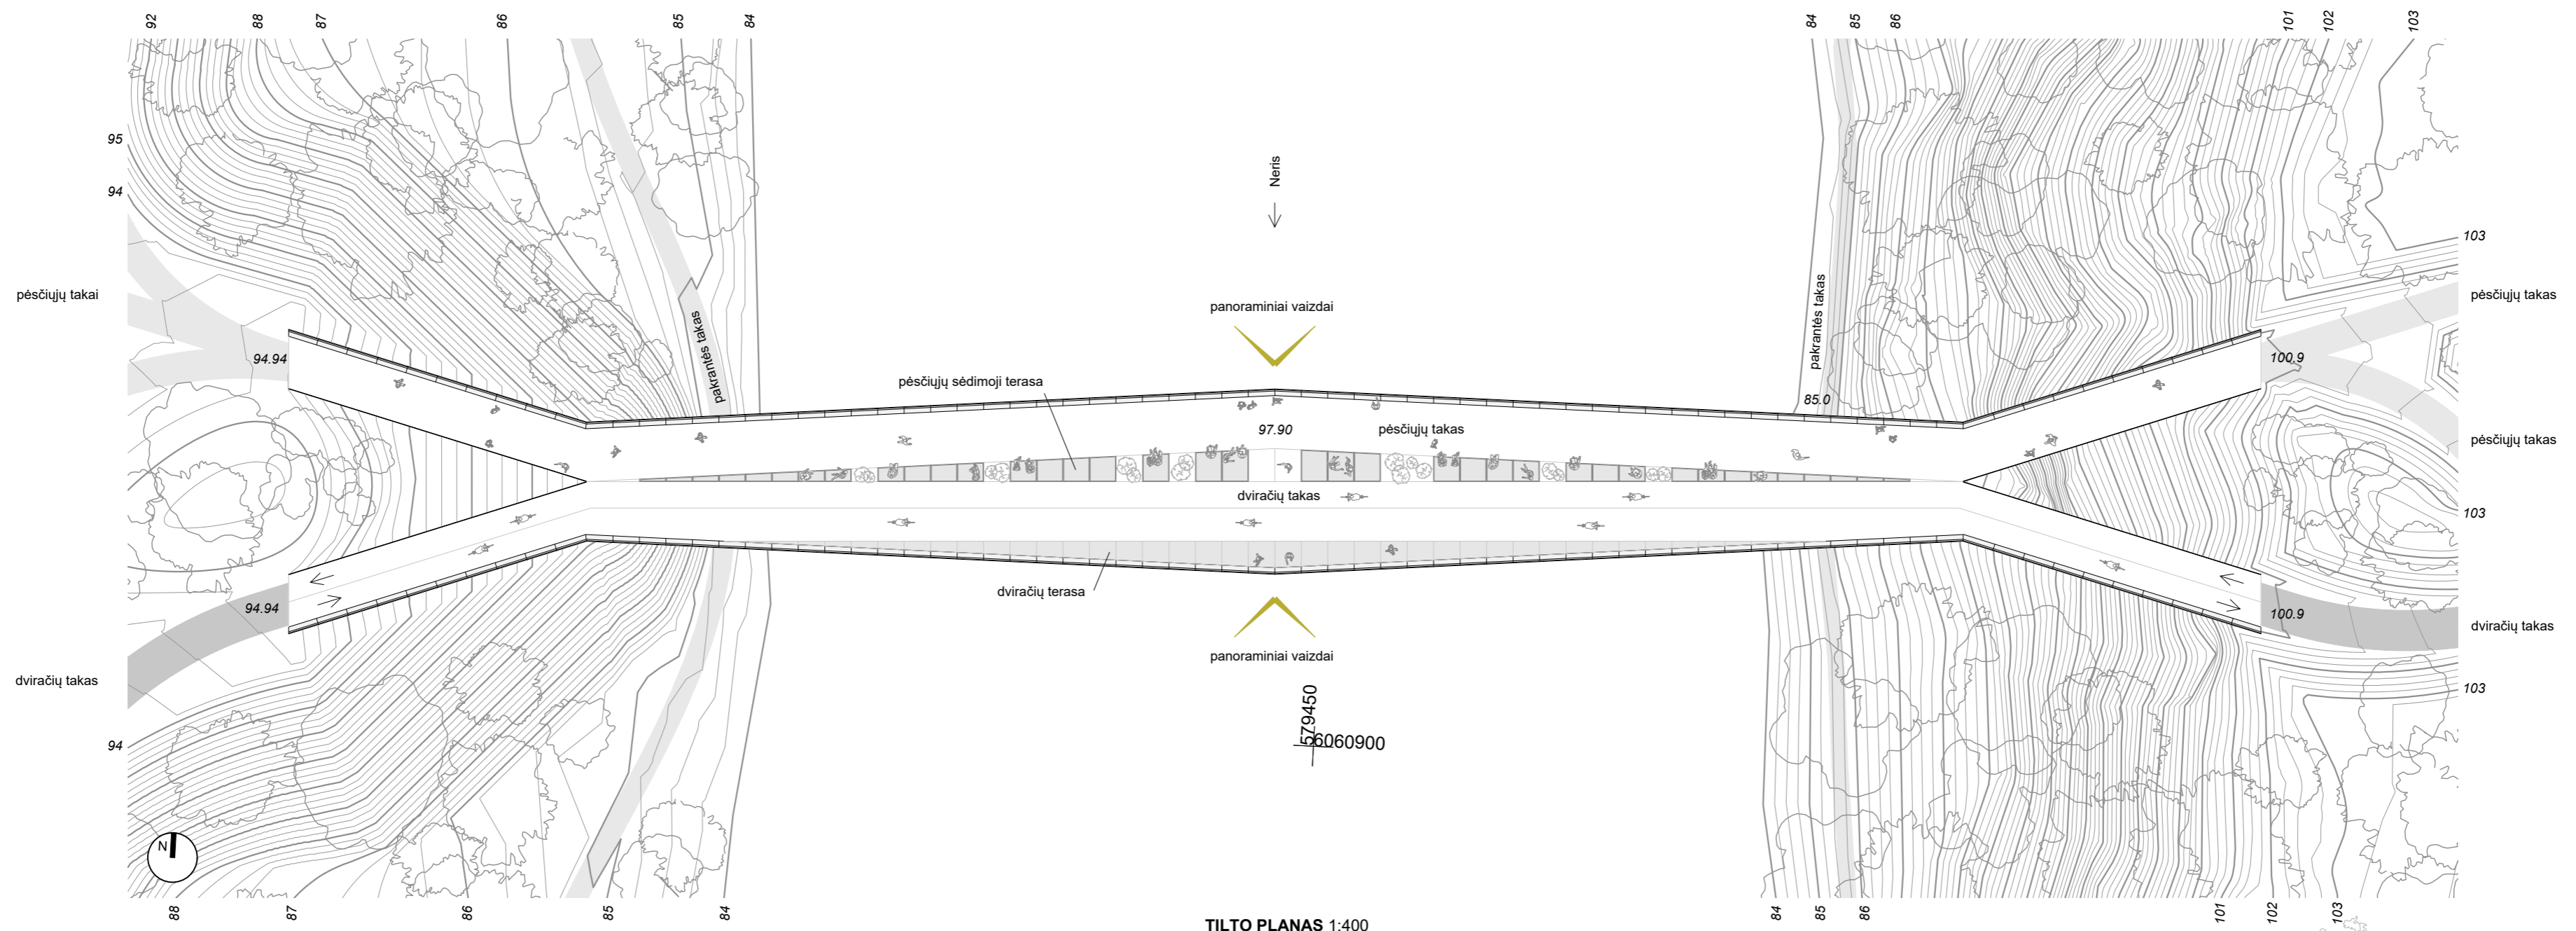 92
88
87
86
85
84
84
85
86
101
102
103
95
94
Neris
103
pėsčiųjų takai
panoraminiai vaizdai
pakrantės takas
pakrantės takas
pėsčiųjų takas
94.94
100.9
pėsčiųjų sėdimoji terasa
85.0
97.90
pėsčiųjų takas
pėsčiųjų takas
dviračių takas
103
dviračių terasa
94.94
100.9
dviračių takas
panoraminiai vaizdai
dviračių takas
103
579450
6060900
94
N
88
87
86
85
84
84
85
86
101
102
103
TILTO PLANAS 1:400